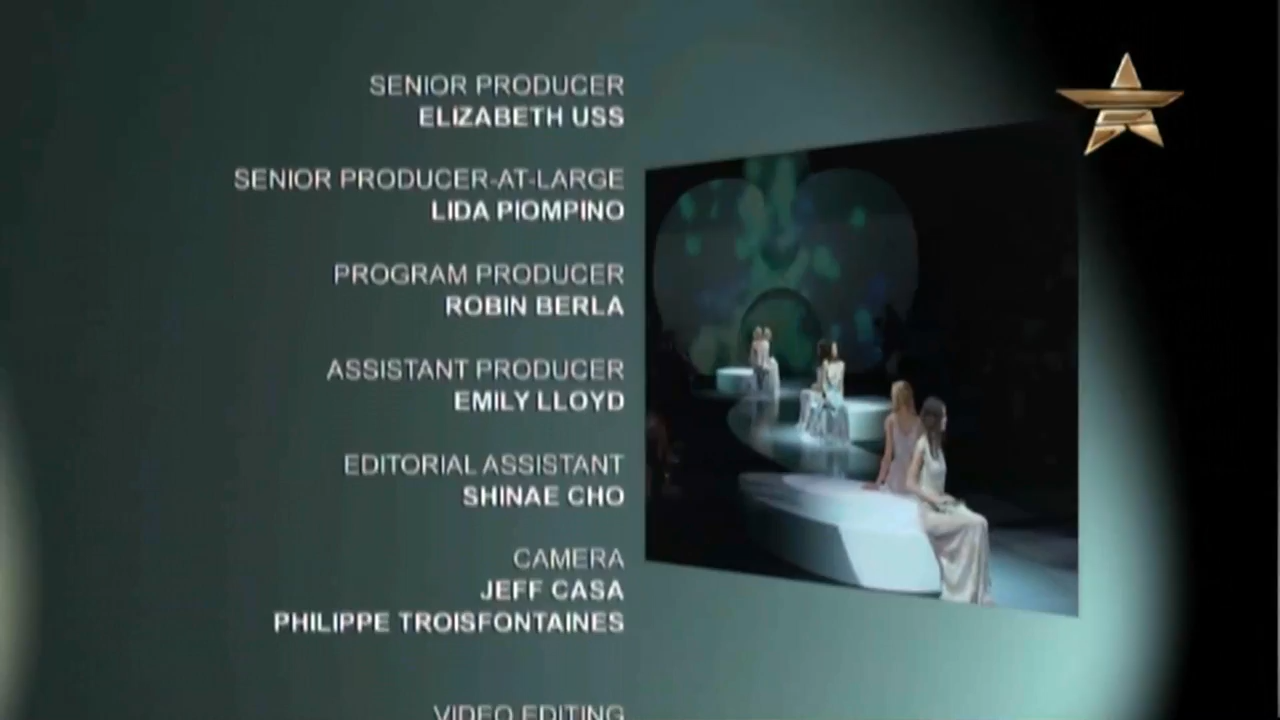 SENIOR PRODUCER
ELIZABETH USS
SENIOR PRODUCER-AT-LARGE
LIDA PIOMPINO
PROGRAM PRODUCER
ROBIN BERLA
ASSISTANT PRODUCER
EMILY LLOYD
EDITORIAL ASSISTANT
SHINAE CHO
CAMERA
JEFF CASA
PHILIPPE TROISFONTAINES
VIDEO EDITING